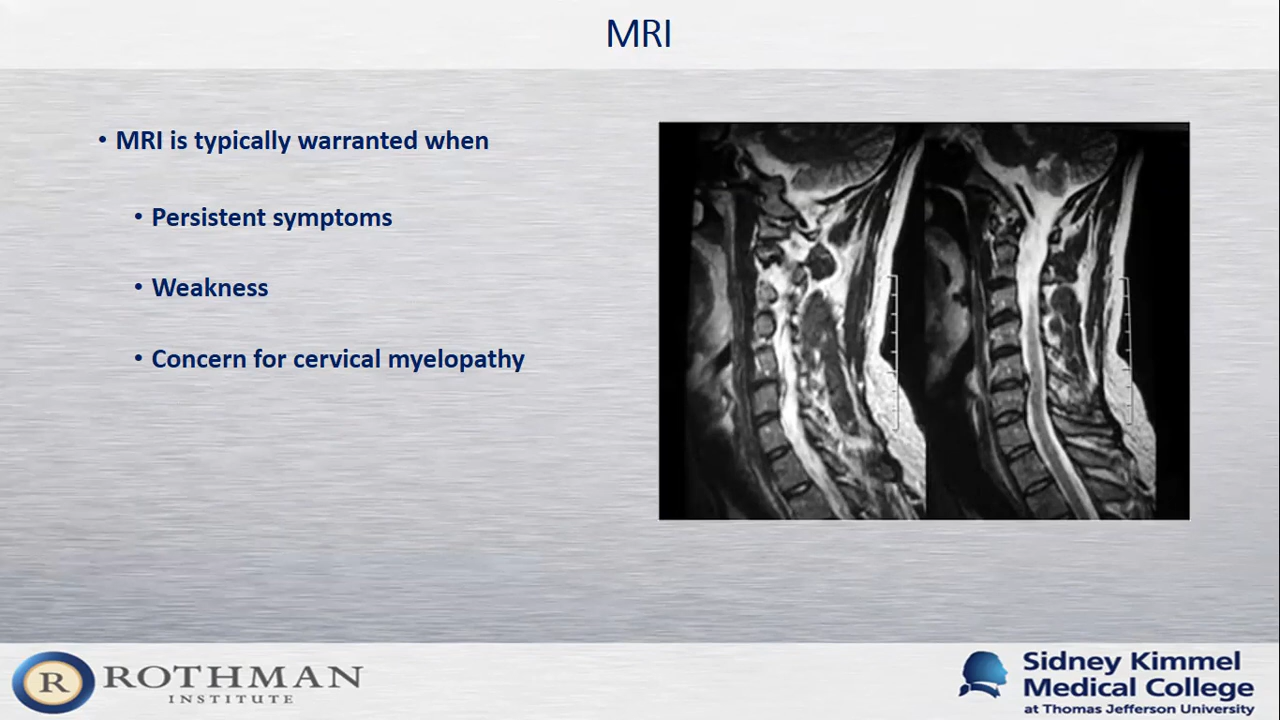 MRI
• MRI is typically warranted when
• Persistent symptoms
• Weakness
• Concern for cervical myelopathy
R
ROTHMAN
INSTITUTE
Sidney Kimmel
Medical College
at Thomas Jefferson University